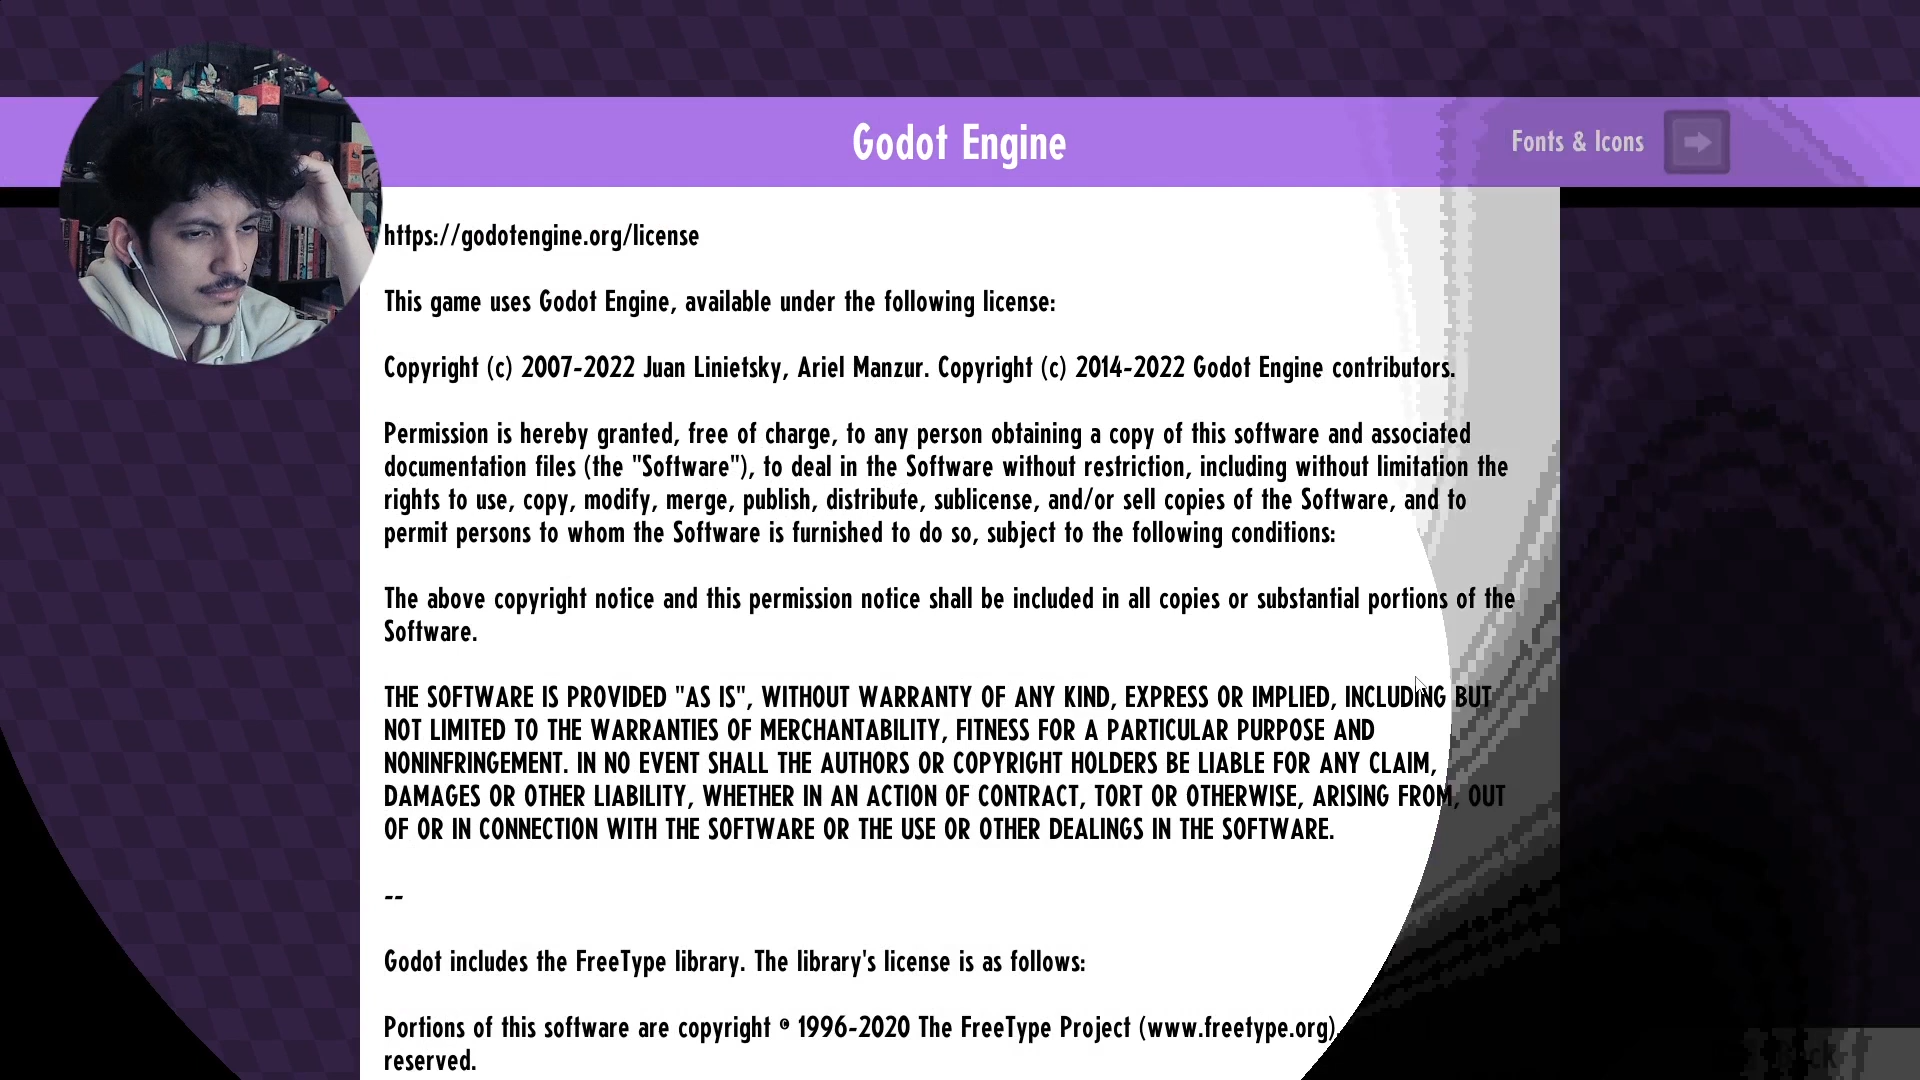 Godot Engine
Fonts & Icons
https://godotengine.org/license
This game uses Godot Engine, available under the following license:
Copyright (c) 2007-2022 Juan Linietsky, Ariel Manzur. Copyright (c) 2014-2022 Godot Engine contributors.
Permission is hereby granted, free of charge, to any person obtaining a copy of this software and associated
documentation files (the "Software"), to deal in the Software without restriction, including without limitation the
rights to use, copy, modify, merge, publish, distribute, sublicense, and/or sell copies of the Software, and to
permit persons to whom the Software is furnished to do so, subject to the following conditions:
The above copyright notice and this permission notice shall be included in all copies or substantial portions of the
Software.
THE SOFTWARE IS PROVIDED "AS IS", WITHOUT WARRANTY OF ANY KIND, EXPRESS OR IMPLIED, INCLUDING BUT
NOT LIMITED TO THE WARRANTIES OF MERCHANTABILITY, FITNESS FOR A PARTICULAR PURPOSE AND
NONINFRINGEMENT. IN NO EVENT SHALL THE AUTHORS OR COPYRIGHT HOLDERS BE LIABLE FOR ANY CLAIM,
DAMAGES OR OTHER LIABILITY, WHETHER IN AN ACTION OF CONTRACT, TORT OR OTHERWISE, ARISING FROM, OUT
OF OR IN CONNECTION WITH THE SOFTWARE OR THE USE OR OTHER DEALINGS IN THE SOFTWARE.
--
Godot includes the FreeType library. The library's license is as follows:
Portions of this software are copyright © 1996-2020 The FreeType Project (www.freetype.org).
reserved.